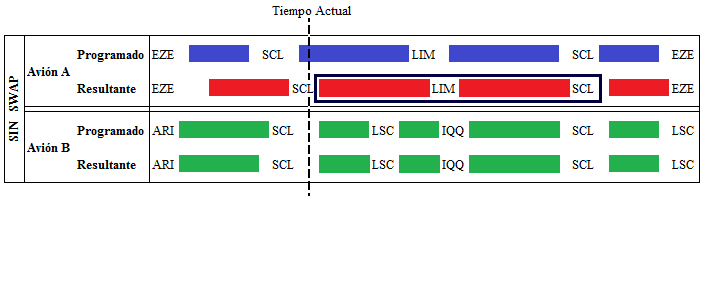 Tiempo Actual
SIN SWAP
Avión A
Programado EZE SCL LIM SCL EZE
Resultante EZE SCL LIM SCL EZE
Avión B
Programado ARI SCL LSC IQQ SCL LSC
Resultante ARI SCL LSC IQQ SCL LSC